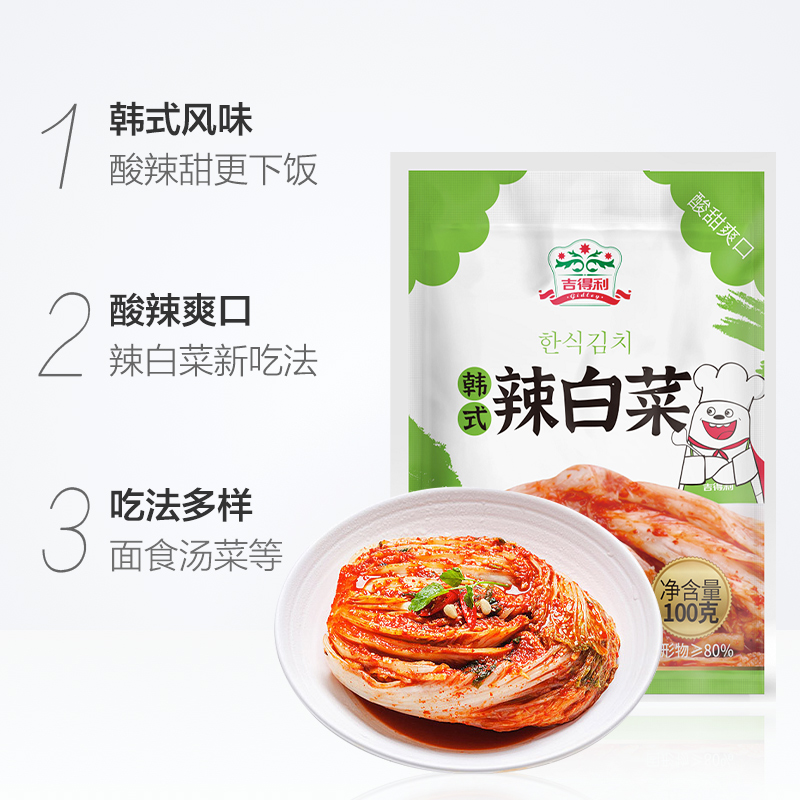 1
韩式风味
酸辣甜更下饭
2
酸辣爽口
辣白菜新吃法
3
吃法多样
面食汤菜等
酸甜爽口
吉得利
Gidley
한식김치
韩式
辣白菜
吉得利
净含量
100克
形物≥80%